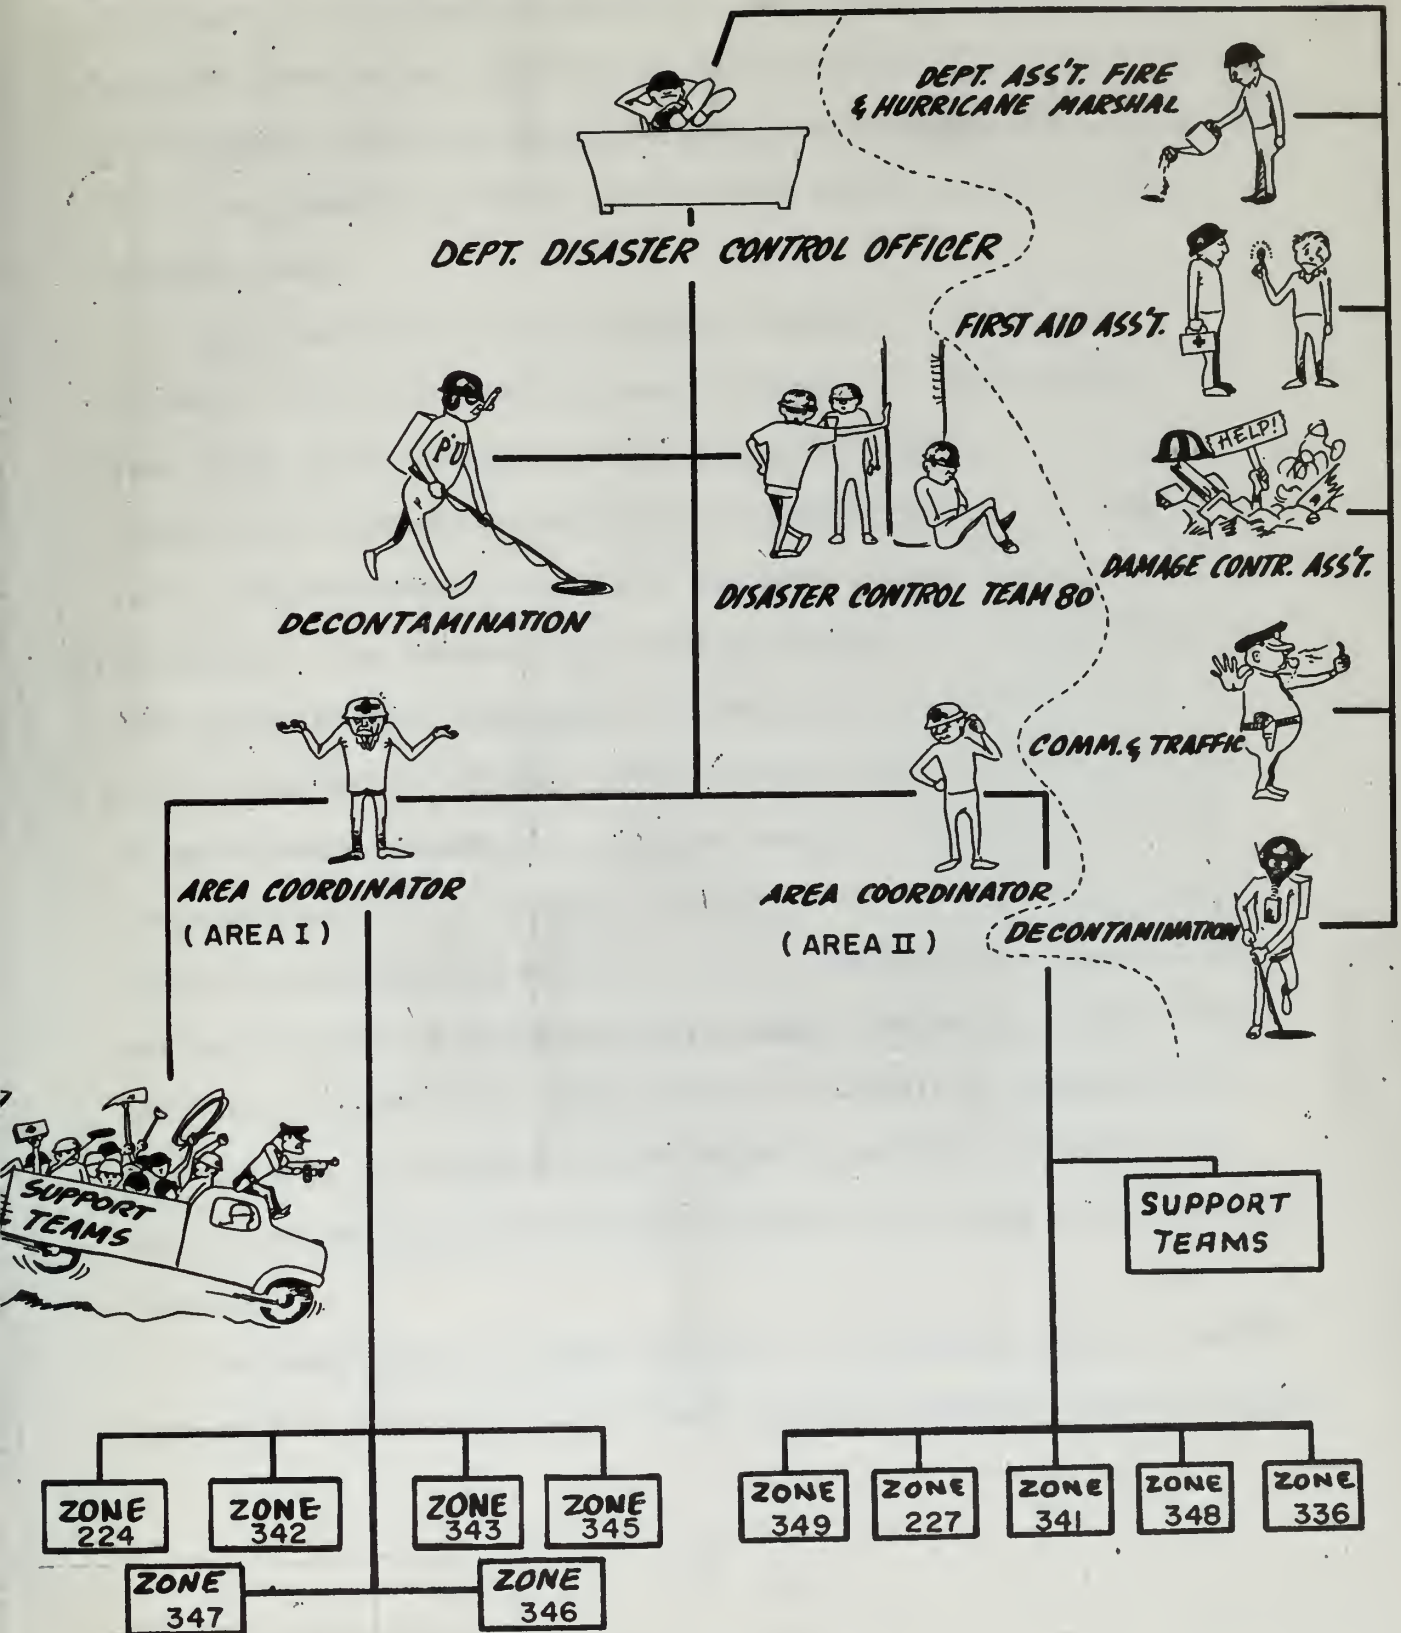 DEPT. ASS'T. FIRE
& HURRICANE MARSHAL
DEPT. DISASTER CONTROL OFFICER
FIRST AID ASS'T.
HELP!
P.U
DAMAGE CONTR. ASS'T.
DISASTER CONTROL TEAM 80
DECONTAMINATION
COMM. & TRAFFIC
AREA COORDINATOR
(AREA I)
AREA COORDINATOR
(AREA II)
DECONTAMINATION
SUPPORT
TEAMS
SUPPORT
TEAMS
ZONE
224
ZONE
342
ZONE
343
ZONE
345
ZONE
349
ZONE
227
ZONE
341
ZONE
348
ZONE
336
ZONE
347
ZONE
346